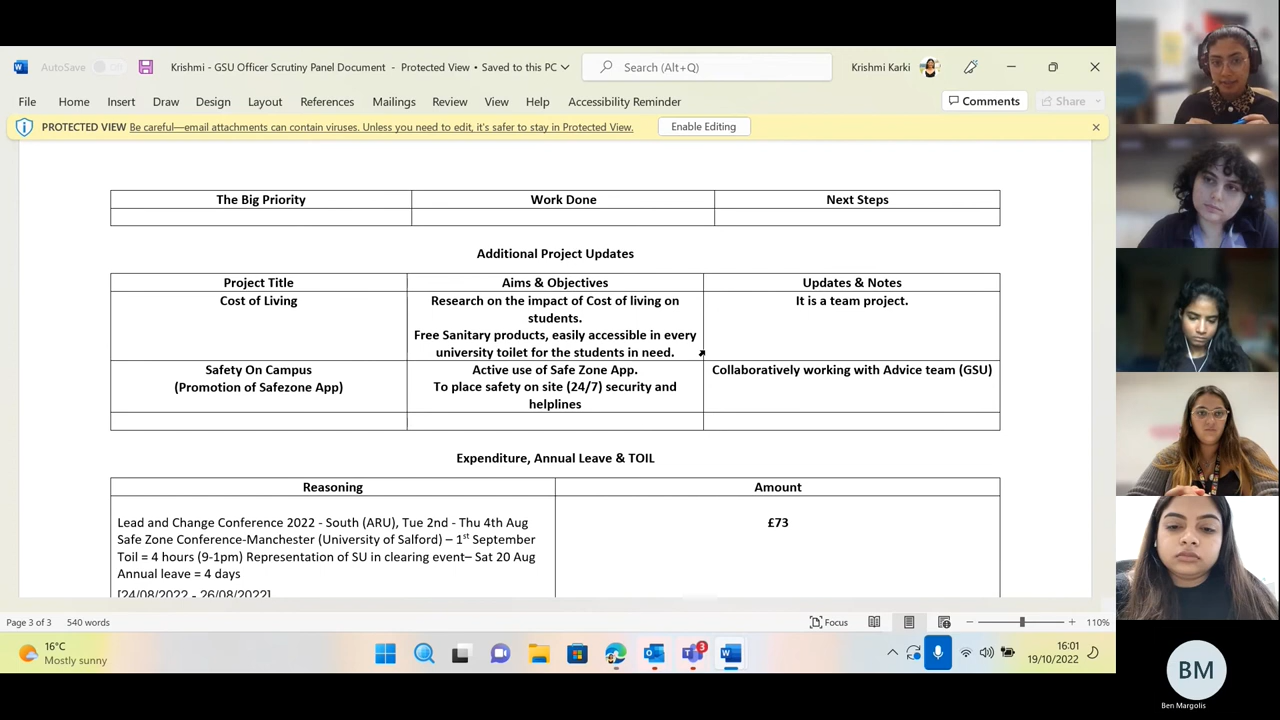 AutoSave
Off
Krishmi - GSU Officer Scrutiny Panel Document - Protected View • Saved to this PC
Search (Alt+Q)
Krishmi Karki
File Home Insert Draw Design Layout References Mailings Review View Help Accessibility Reminder
Comments
Share
PROTECTED VIEW Be careful—email attachments can contain viruses. Unless you need to edit, it's safer to stay in Protected View.
Enable Editing
The Big Priority Work Done Next Steps
Additional Project Updates
Project Title Aims & Objectives Updates & Notes
Cost of Living Research on the impact of Cost of living on It is a team project.
students.
Free Sanitary products, easily accessible in every
university toilet for the students in need.
Safety On Campus Active use of Safe Zone App. Collaboratively working with Advice team (GSU)
(Promotion of Safezone App) To place safety on site (24/7) security and
helplines
Expenditure, Annual Leave & TOIL
Reasoning Amount
Lead and Change Conference 2022 - South (ARU), Tue 2nd - Thu 4th Aug £73
Safe Zone Conference-Manchester (University of Salford) – 1st September
Toil = 4 hours (9-1pm) Representation of SU in clearing event– Sat 20 Aug
Annual leave = 4 days
[24/08/2022 - 26/08/2022]
Page 3 of 3 540 words
Focus
110%
16°C
Mostly sunny
3
16:01
19/10/2022
BM
Ben Margolis